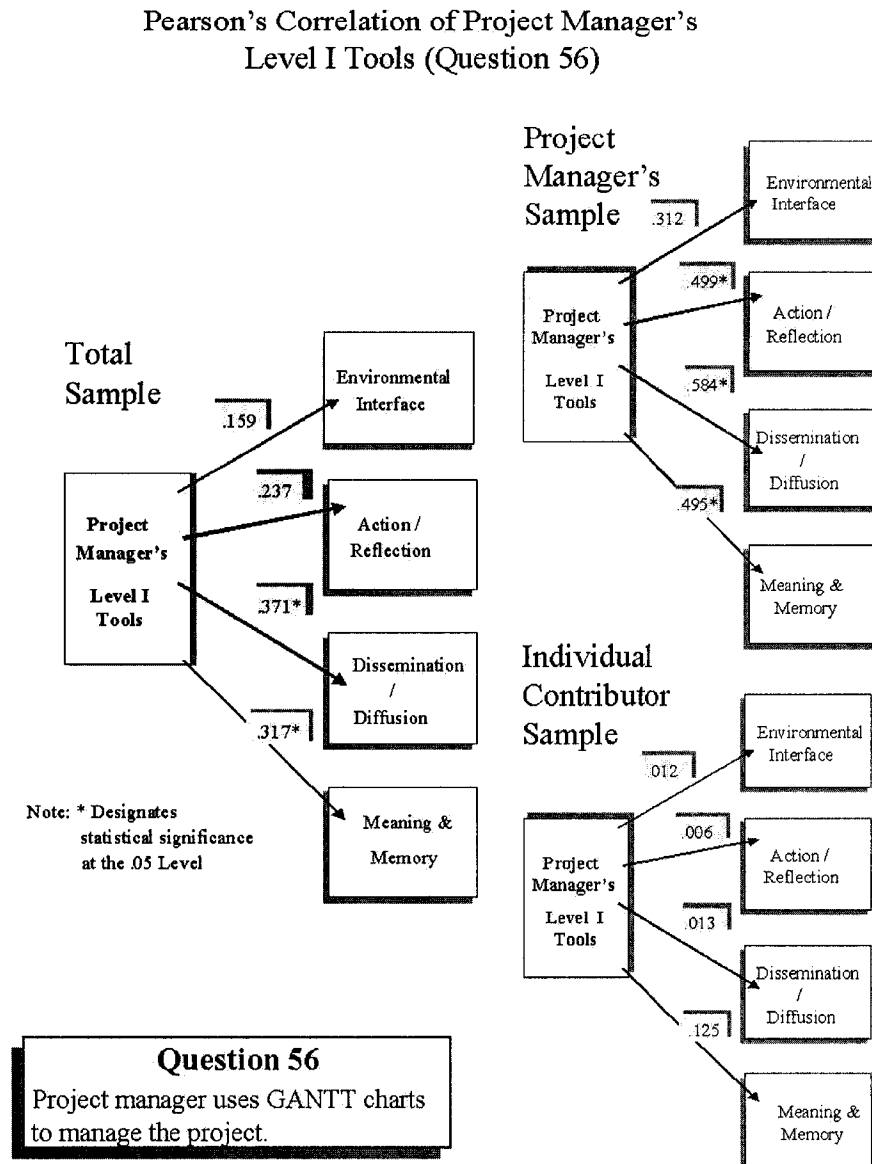 Pearson's Correlation of Project Manager's
Level I Tools (Question 56)
Total
Sample
Project
Manager's
Level I
Tools
.159
.237
.371*
.317*
Environmental
Interface
Action /
Reflection
Dissemination
/
Diffusion
Meaning &
Memory
Note: * Designates
statistical significance
at the .05 Level
Project
Manager's
Sample
Project
Manager's
Level I
Tools
.312
.499*
.584*
.495*
Environmental
Interface
Action /
Reflection
Dissemination
/
Diffusion
Meaning &
Memory
Individual
Contributor
Sample
Project
Manager's
Level I
Tools
.012
.006
.013
.125
Environmental
Interface
Action /
Reflection
Dissemination
/
Diffusion
Meaning &
Memory
Question 56
Project manager uses GANTT charts
to manage the project.